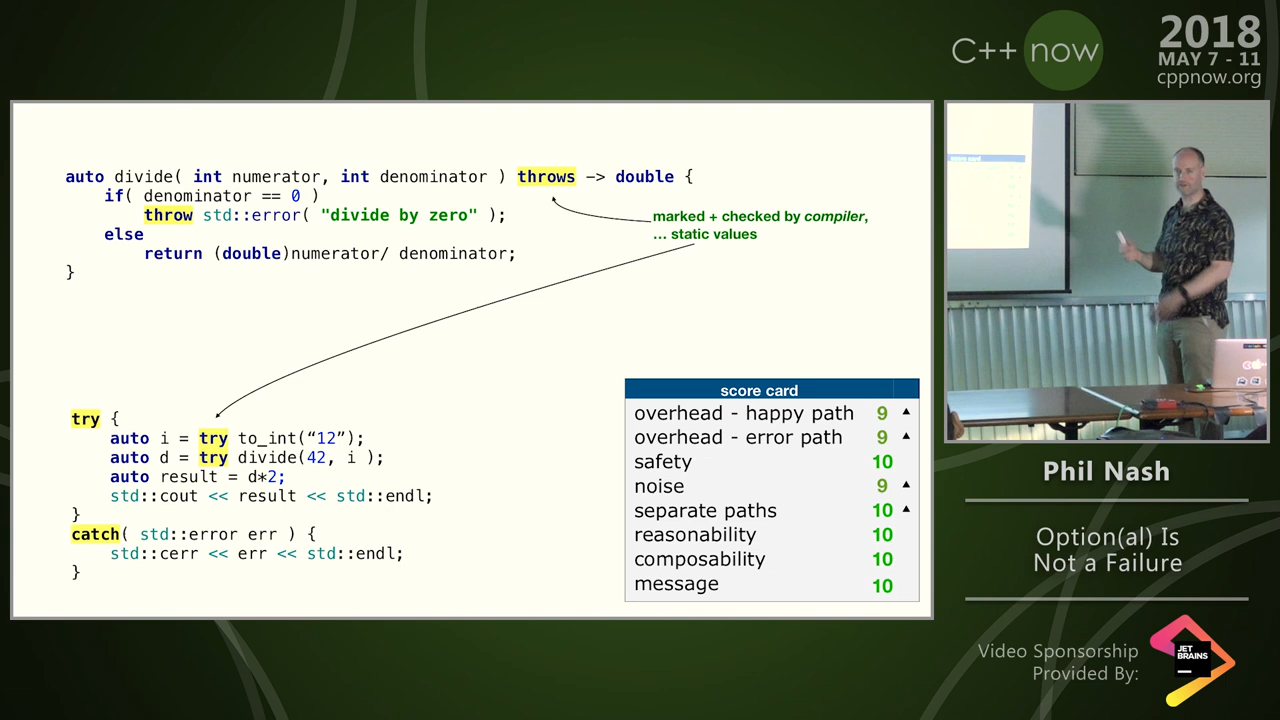 C++ now
2018
MAY 7 - 11
cppnow.org
auto divide( int numerator, int denominator ) throws -> double {
if( denominator == 0 )
throw std::error( "divide by zero" );
else
return (double)numerator/ denominator;
}
marked + checked by compiler,
… static values
try {
auto i = try to_int(“12”);
auto d = try divide(42, i );
auto result = d*2;
std::cout << result << std::endl;
}
catch( std::error err ) {
std::cerr << err << std::endl;
}
score card
overhead - happy path 9 ▲
overhead - error path 9 ▲
safety 10
noise 9 ▲
separate paths 10 ▲
reasonability 10
composability 10
message 10
score card
Phil Nash
Option(al) Is
Not a Failure
Video Sponsorship
Provided By:
JET
BRAINS